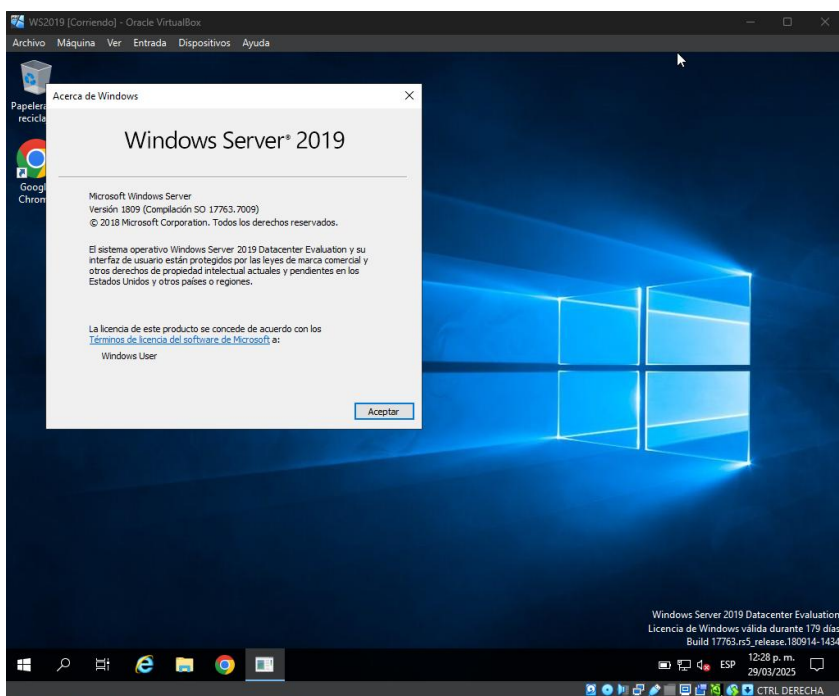 WS2019 [Corriendo] - Oracle VirtualBox
Archivo Máquina Ver Entrada Dispositivos Ayuda
Papelera
recicla
Google
Chrom
Acerca de Windows
Windows Server® 2019
Microsoft Windows Server
Versión 1809 (Compilación SO 17763.7009)
© 2018 Microsoft Corporation. Todos los derechos reservados.
El sistema operativo Windows Server 2019 Datacenter Evaluation y su
interfaz de usuario están protegidos por las leyes de marca comercial y
otros derechos de propiedad intelectual actuales y pendientes en los
Estados Unidos y otros países o regiones.
La licencia de este producto se concede de acuerdo con los
Términos de licencia del software de Microsoft a:
Windows User
Aceptar
Windows Server 2019 Datacenter Evaluation
Licencia de Windows válida durante 179 días
Build 17763.rs5_release.180914-1434
ESP
12:28 p. m.
29/03/2025
CTRL DERECHA